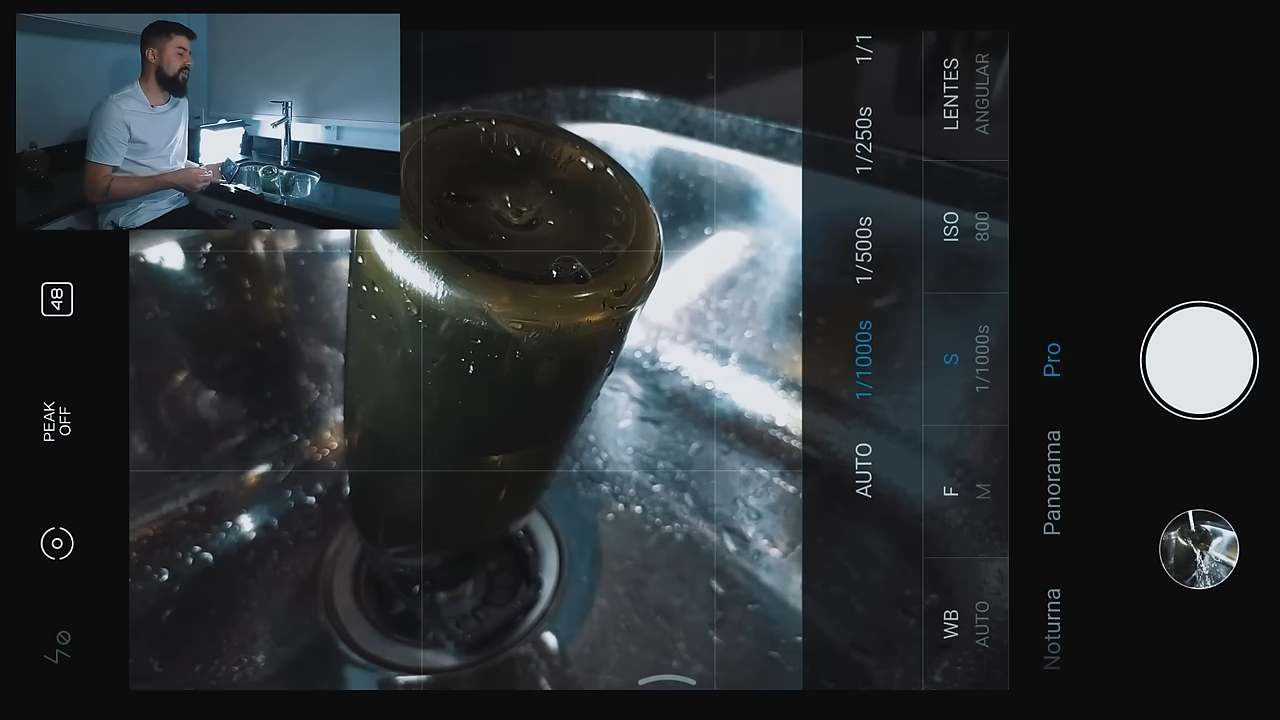 48
PEAK
OFF
1/1
1/250s
1/500s
1/1000s
AUTO
LENTES
ANGULAR
ISO
800
S
1/1000s
F
M
WB
AUTO
Pro
Panorama
Noturna